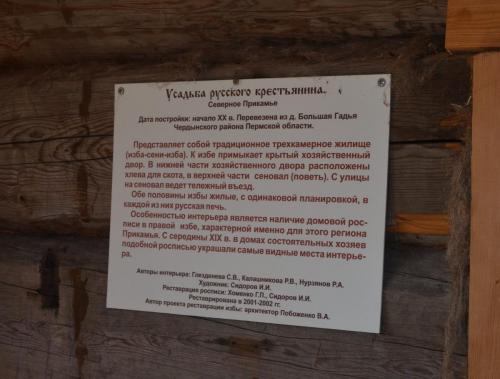 Усадьба русского крестьянина.
Северное Прикамье
Дата постройки: начало XX в. Перевезена из д. Большая Гадья
Чердынского района Пермской области.
Представляет собой традиционное трехкамерное жилище
(изба-сени-изба). К избе примыкает крытый хозяйственный
двор. В нижней части хозяйственного двора расположены
хлева для скота, в верхней части сеновал (поветь). С улицы
на сеновал ведет тележный въезд.
Обе половины избы жилые, с одинаковой планировкой, в
каждой из них русская печь.
Особенностью интерьера является наличие домовой рос-
писи в правой избе, характерной именно для этого региона
Прикамья. С середины XIX в. в домах состоятельных хозяев
подобной росписью украшали самые видные места интерье-
ра.
Авторы интерьера: Глезденева С.В., Калашникова Р.В., Нурзянов Р.А.
Художник: Сидоров И.И.
Реставрация росписи: Хоменко Г.П., Сидоров И.И.
Реставрирована в 2001-2002 гг.
Автор проекта реставрации избы: архитектор Побоженко В.А.